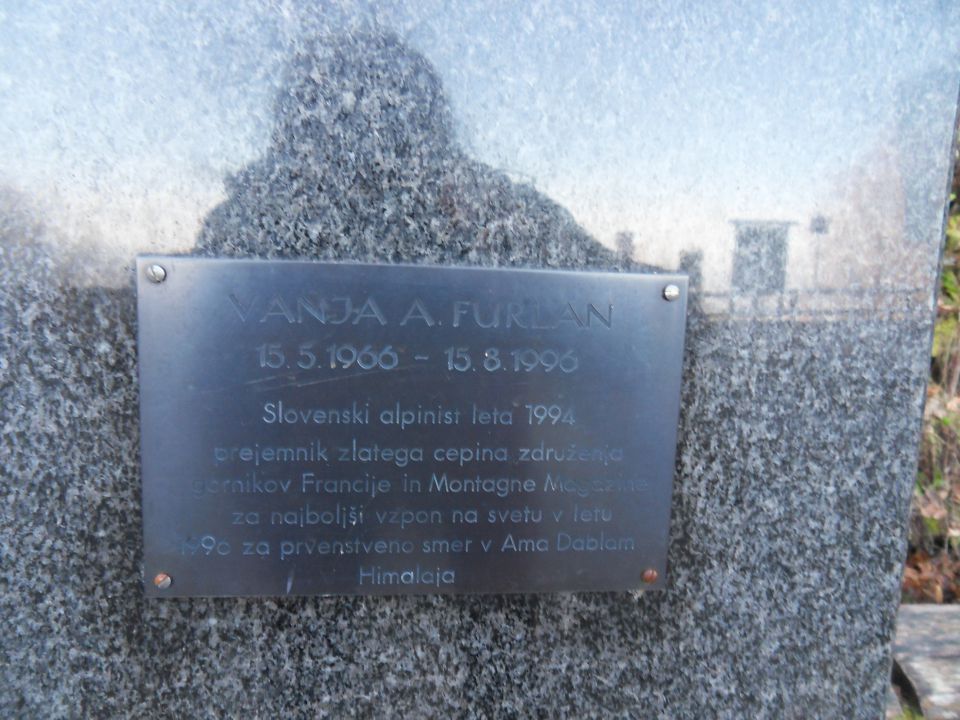 VANJA A. FURLAN
15.5.1966 - 15.8.1996
Slovenski alpinist leta 1994
prejemnik zlatega cepina združenja
gornikov Francije in Montagne Magazine
za najboljši vzpon na svetu v letu
1996 za prvenstveno smer v Ama Dablam
Himalaja